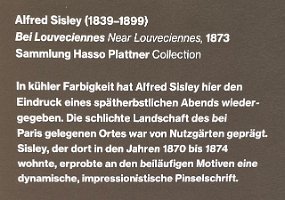 Alfred Sisley (1839–1899)
Bei Louveciennes Near Louveciennes, 1873
Sammlung Hasso Plattner Collection
In kühler Farbigkeit hat Alfred Sisley hier den
Eindruck eines spätherbstlichen Abends wieder-
gegeben. Die schlichte Landschaft des bei
Paris gelegenen Ortes war von Nutzgärten geprägt.
Sisley, der dort in den Jahren 1870 bis 1874
wohnte, erprobte an den beiläufigen Motiven eine
dynamische, impressionistische Pinselschrift.